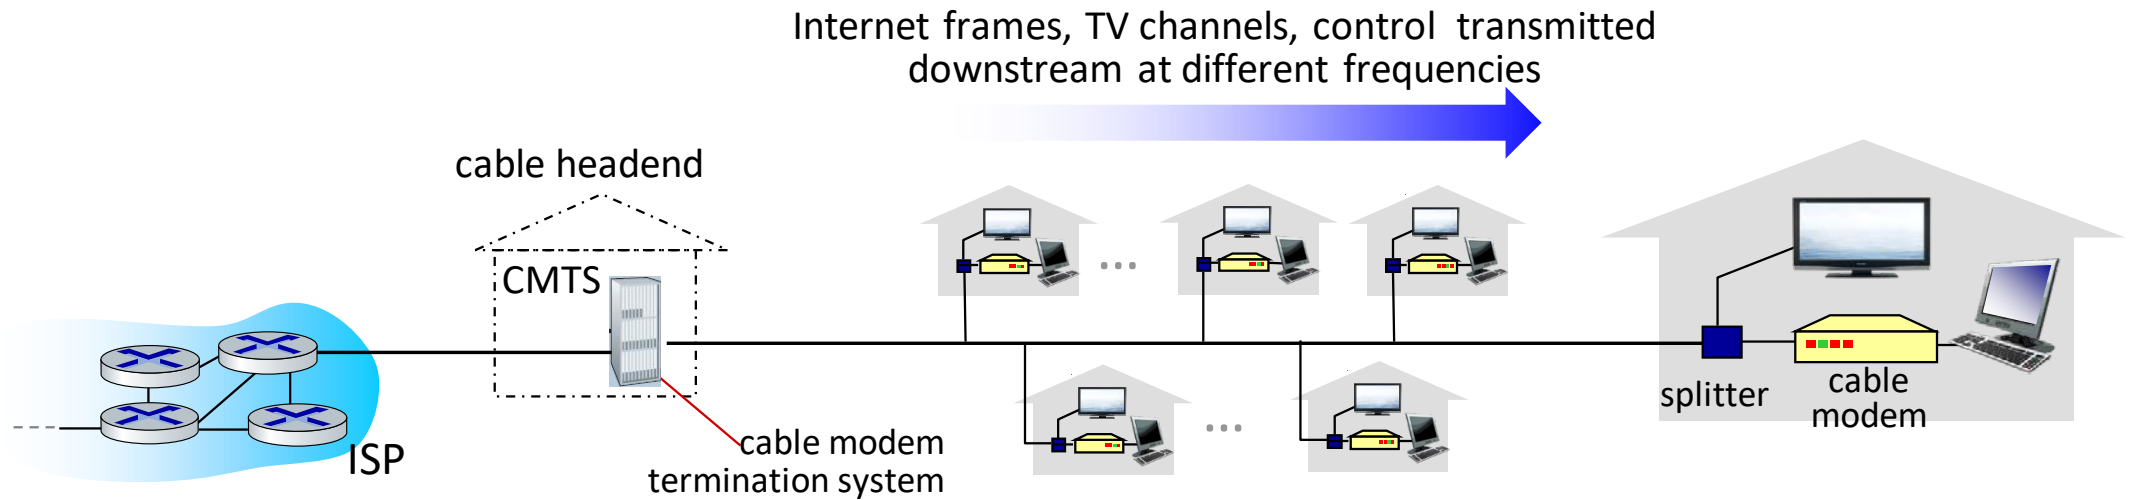 Internet frames, TV channels, control transmitted
downstream at different frequencies
cable headend
CMTS
ISP
cable modem
termination system
splitter
cable
modem